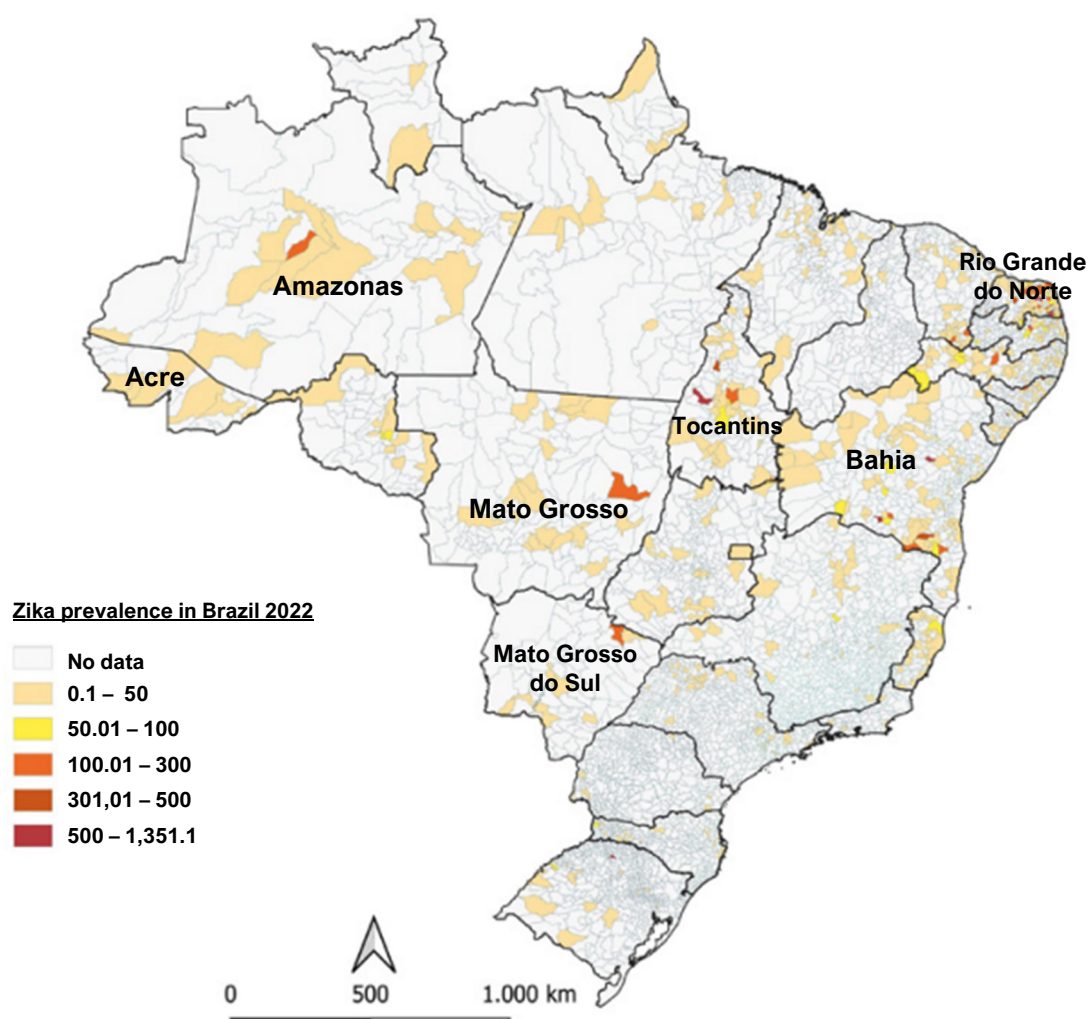 Rio Grande
do Norte
Amazonas
Acre
Tocantins
Bahia
Mato Grosso
Mato Grosso
do Sul
Zika prevalence in Brazil 2022
No data
0.1 – 50
50.01 – 100
100.01 – 300
301,01 – 500
500 – 1,351.1
0 500 1.000 km